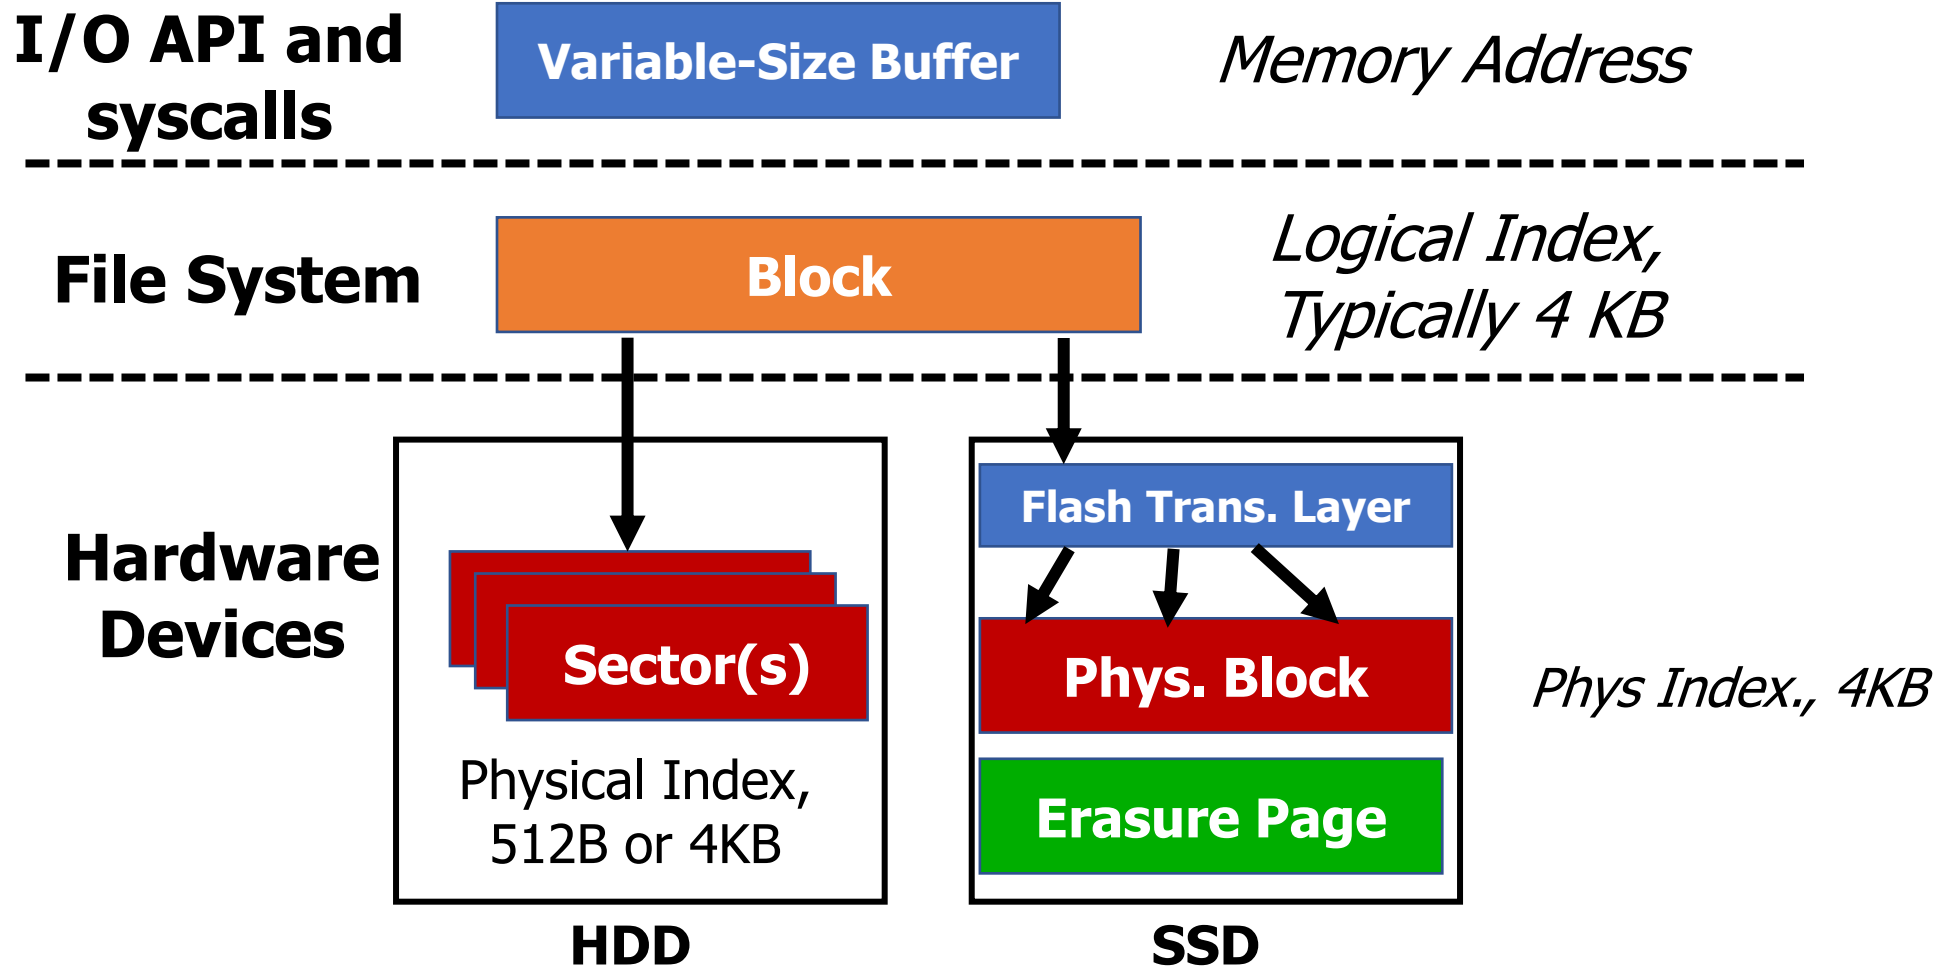 I/O API and
syscalls
Variable-Size Buffer
Memory Address
File System
Block
Logical Index,
Typically 4 KB
Hardware
Devices
Sector(s)
Physical Index,
512B or 4KB
HDD
Flash Trans. Layer
Phys. Block
Erasure Page
SSD
Phys Index., 4KB